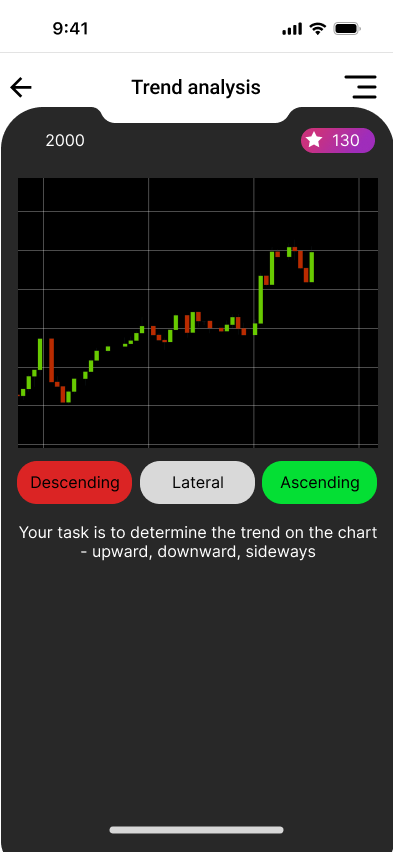 9:41
Trend analysis
2000
130
Descending
Lateral
Ascending
Your task is to determine the trend on the chart
- upward, downward, sideways